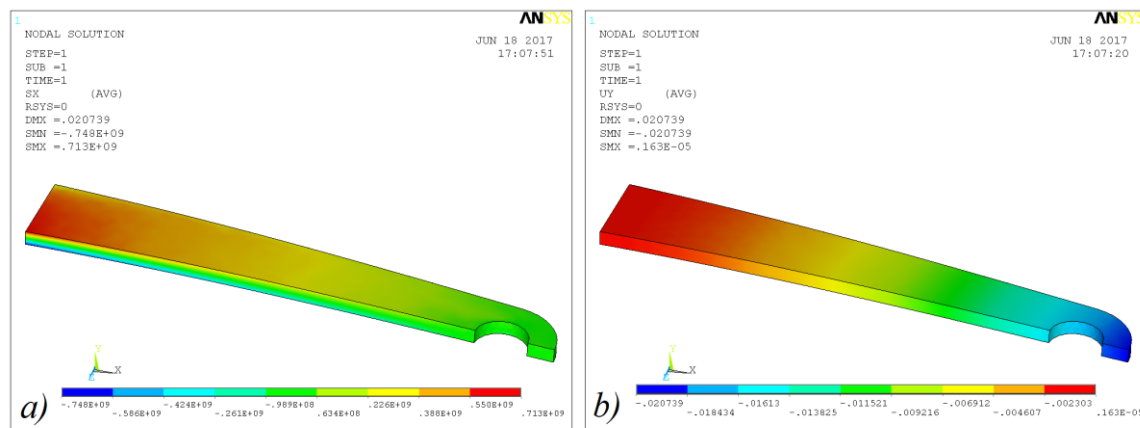 1
ANSYS
NODAL SOLUTION
JUN 18 2017
17:07:51
STEP=1
SUB =1
TIME=1
SX (AVG)
RSYS=0
DMX =.020739
SMN =-.748E+09
SMX =.713E+09
Y
Z X
a)
-.748E+09 -.586E+09 -.424E+09 -.261E+09 -.989E+08 .634E+08 .226E+09 .388E+09 .550E+09 .713E+09
1
ANSYS
NODAL SOLUTION
JUN 18 2017
17:07:20
STEP=1
SUB =1
TIME=1
UY (AVG)
RSYS=0
DMX =.020739
SMN =-.020739
SMX =.163E-05
Y
Z X
b)
-.020739 -.018434 -.01613 -.013825 -.011521 -.009216 -.006912 -.004607 -.002303 .163E-05